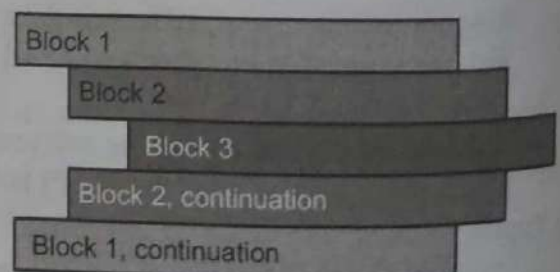 Block 1
Block 2
Block 3
Block 2, continuation
Block 1, continuation